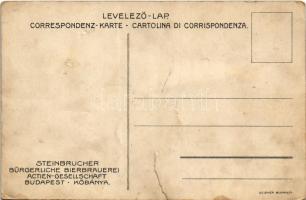 LEVELEZŐ-LAP.
CORRESPONDENZ-KARTE · CARTOLINA DI CORRISPONDENZA.
STEINBRUCHER
BÜRGERLICHE BIERBRAUEREI
ACTIEN-GESELLSCHAFT
BUDAPEST · KŐBÁNYA.